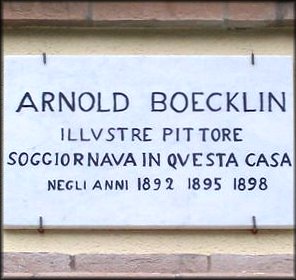 ARNOLD BOECKLIN
ILLVSTRE PITTORE
SOGGIORNAVA IN QVESTA CASA
NEGLI ANNI 1892 1895 1898